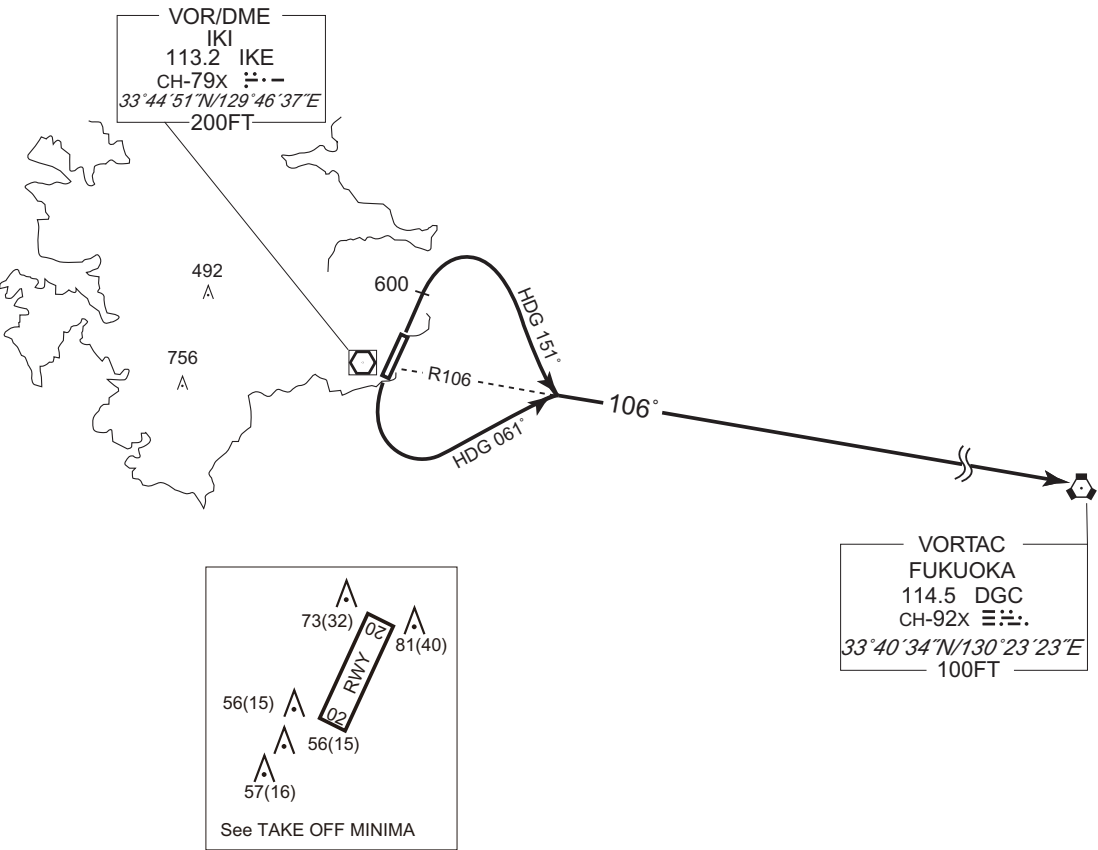 VOR/DME
IKI
113.2 IKE
CH-79X
33°44′51″N/129°46′37″E
200FT
492
600
HDG 151°
756
R106
106°
HDG 061°
VORTAC
FUKUOKA
114.5 DGC
CH-92X
33°40′34″N/130°23′23″E
100FT
73(32)
20
81(40)
RWY
56(15)
02
56(15)
57(16)
See TAKE OFF MINIMA